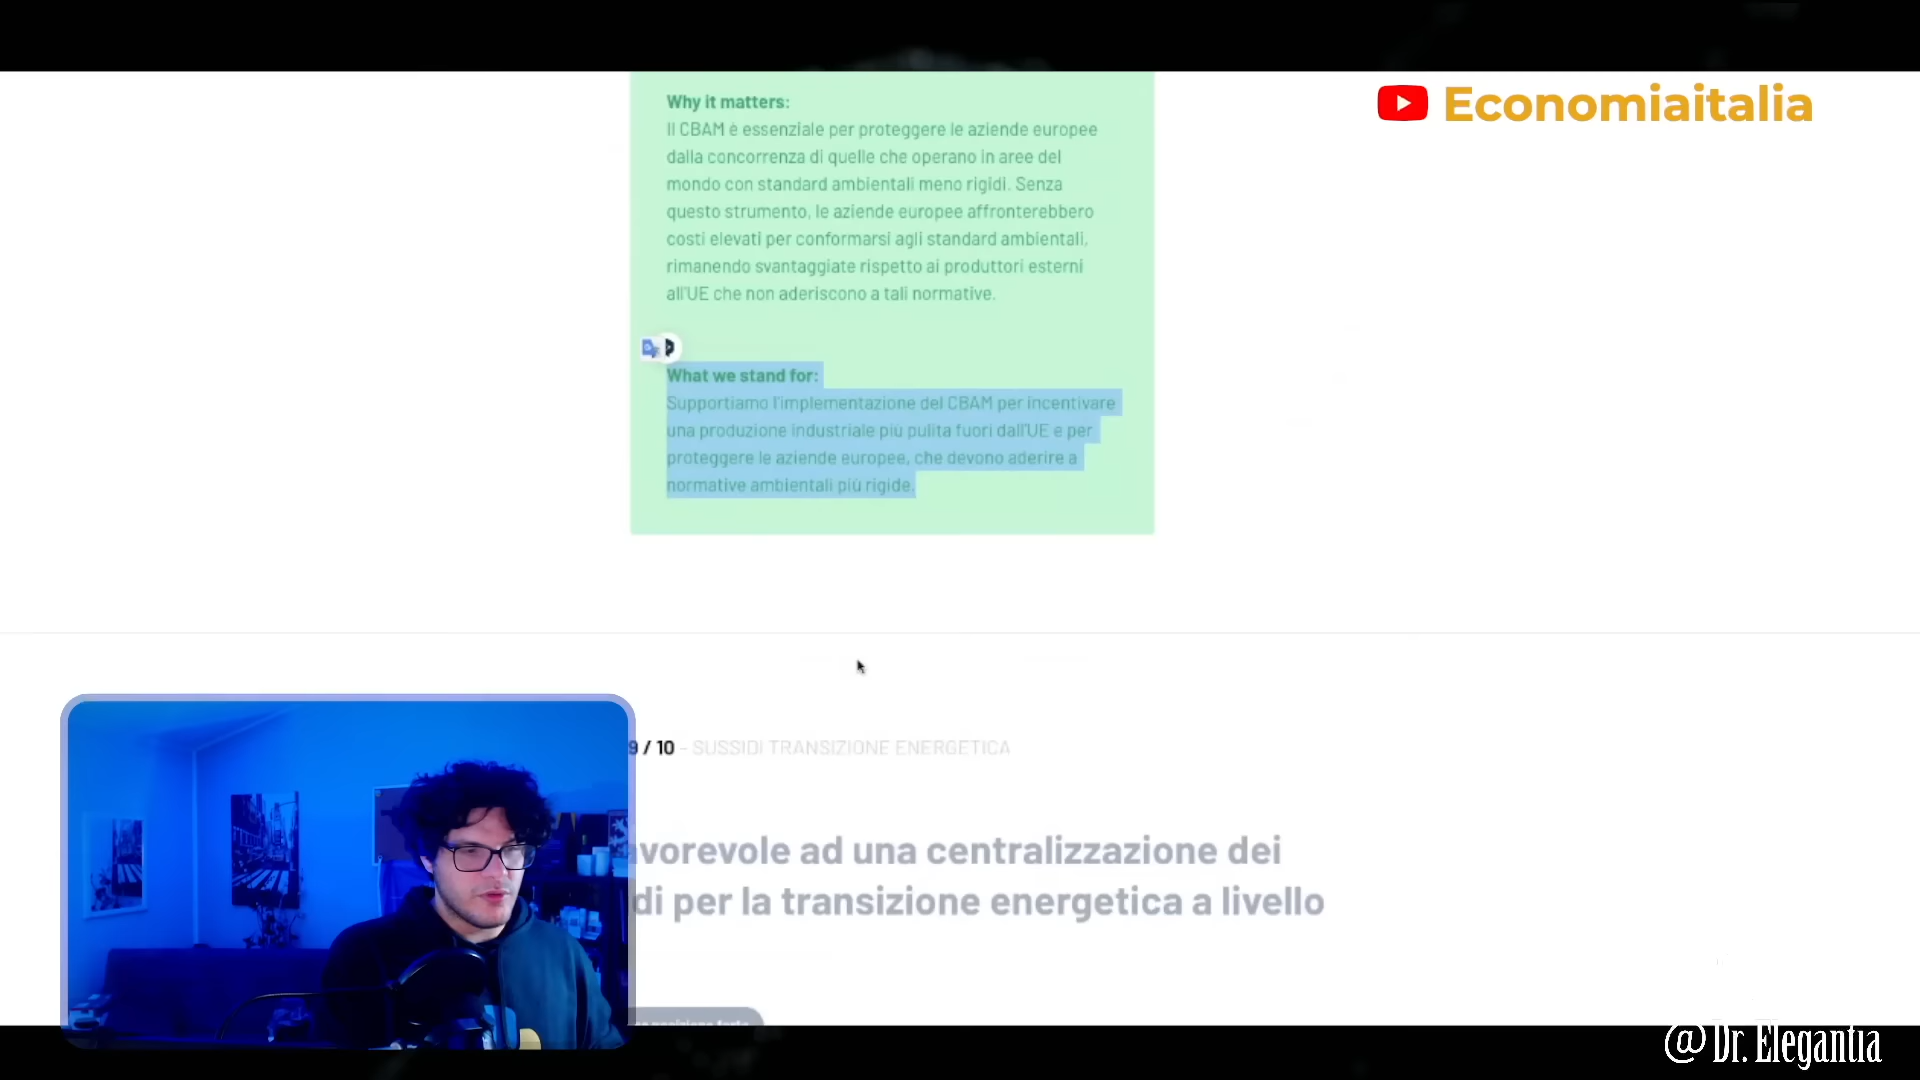 Economiaitalia
Why it matters:
Il CBAM è essenziale per proteggere le aziende europee
dalla concorrenza di quelle che operano in aree del
mondo con standard ambientali meno rigidi. Senza
questo strumento, le aziende europee affronterebbero
costi elevati per conformarsi agli standard ambientali,
rimanendo svantaggiate rispetto ai produttori esterni
all'UE che non aderiscono a tali normative.
What we stand for:
Supportiamo l'implementazione del CBAM per incentivare
una produzione industriale più pulita fuori dall'UE e per
proteggere le aziende europee, che devono aderire a
normative ambientali più rigide.
9 / 10 - SUSSIDI TRANSIZIONE ENERGETICA
avorevole ad una centralizzazione dei
di per la transizione energetica a livello
@Dr. Elegantia